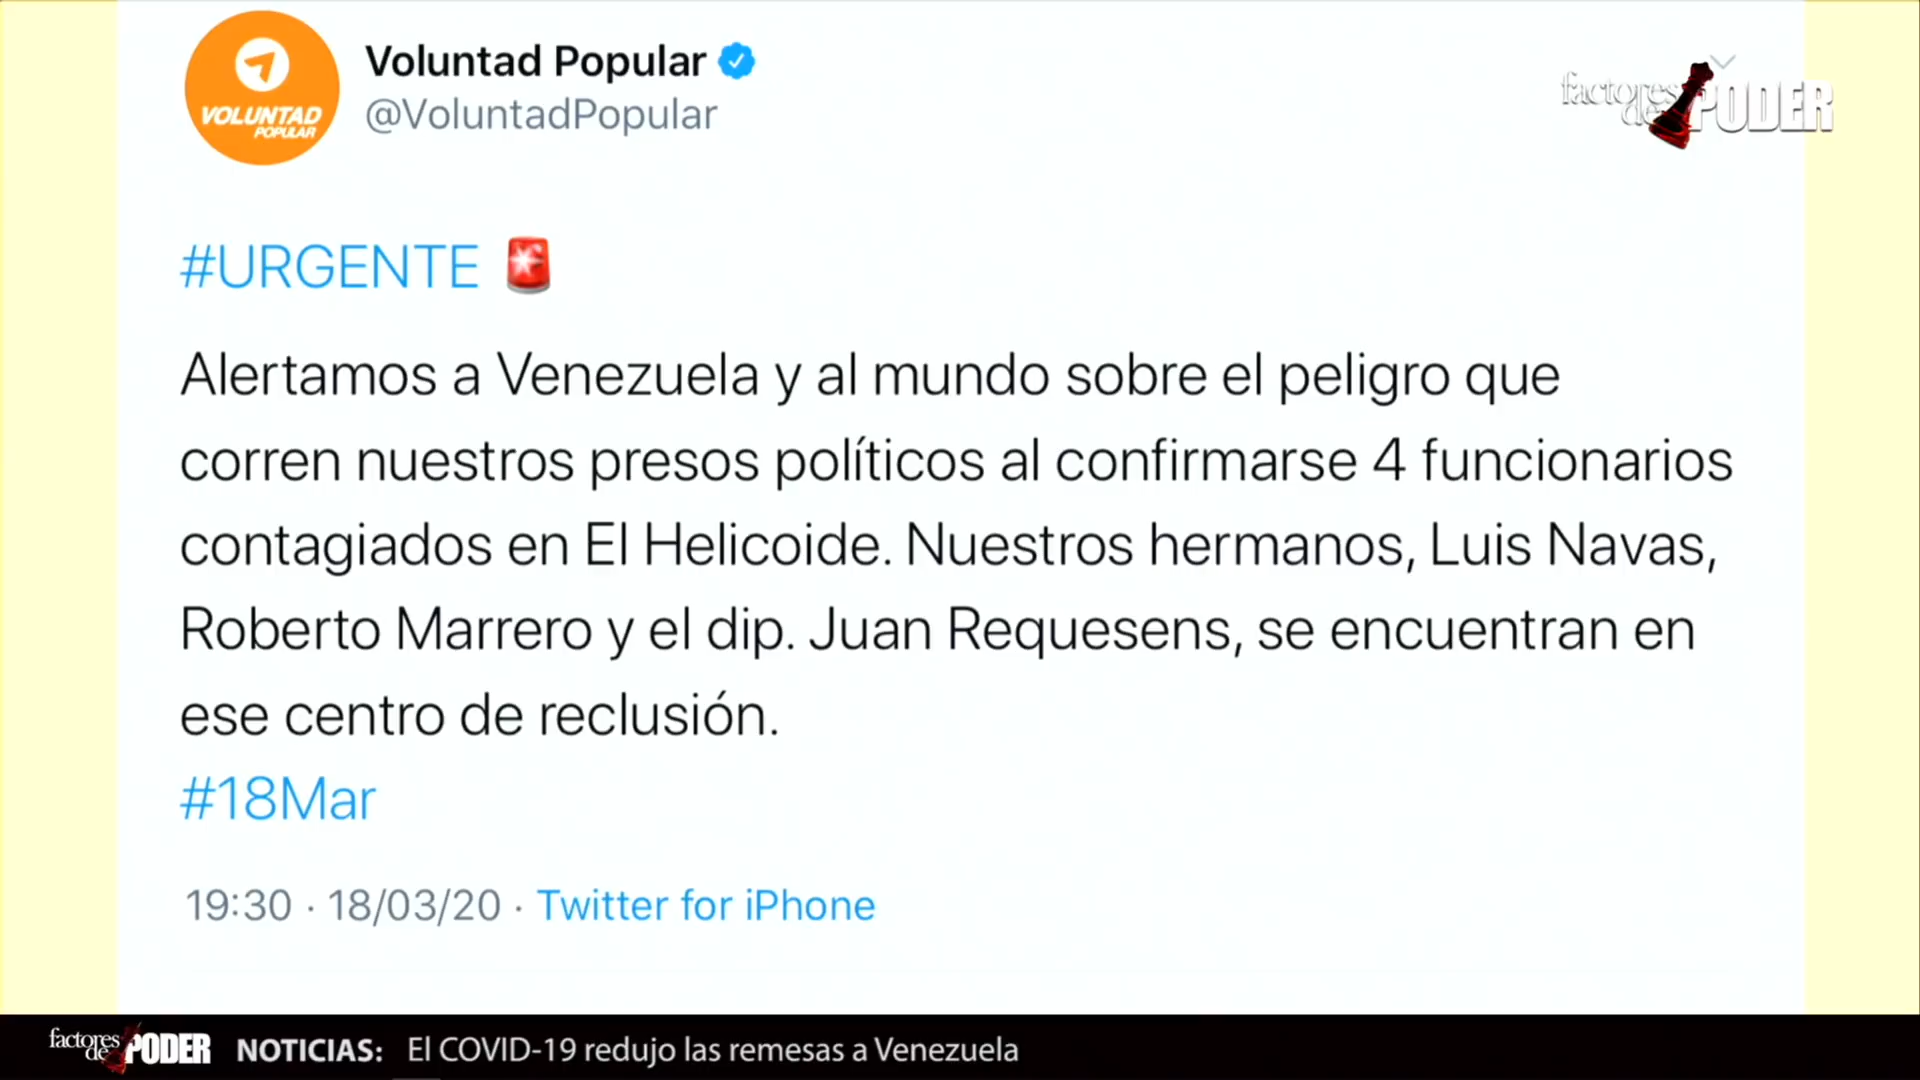 VOLUNTAD
POPULAR
Voluntad Popular
@VoluntadPopular
factores
de PODER
#URGENTE
Alertamos a Venezuela y al mundo sobre el peligro que
corren nuestros presos políticos al confirmarse 4 funcionarios
contagiados en El Helicoide. Nuestros hermanos, Luis Navas,
Roberto Marrero y el dip. Juan Requesens, se encuentran en
ese centro de reclusión.
#18Mar
19:30 · 18/03/20 · Twitter for iPhone
factores
de PODER
NOTICIAS: El COVID-19 redujo las remesas a Venezuela